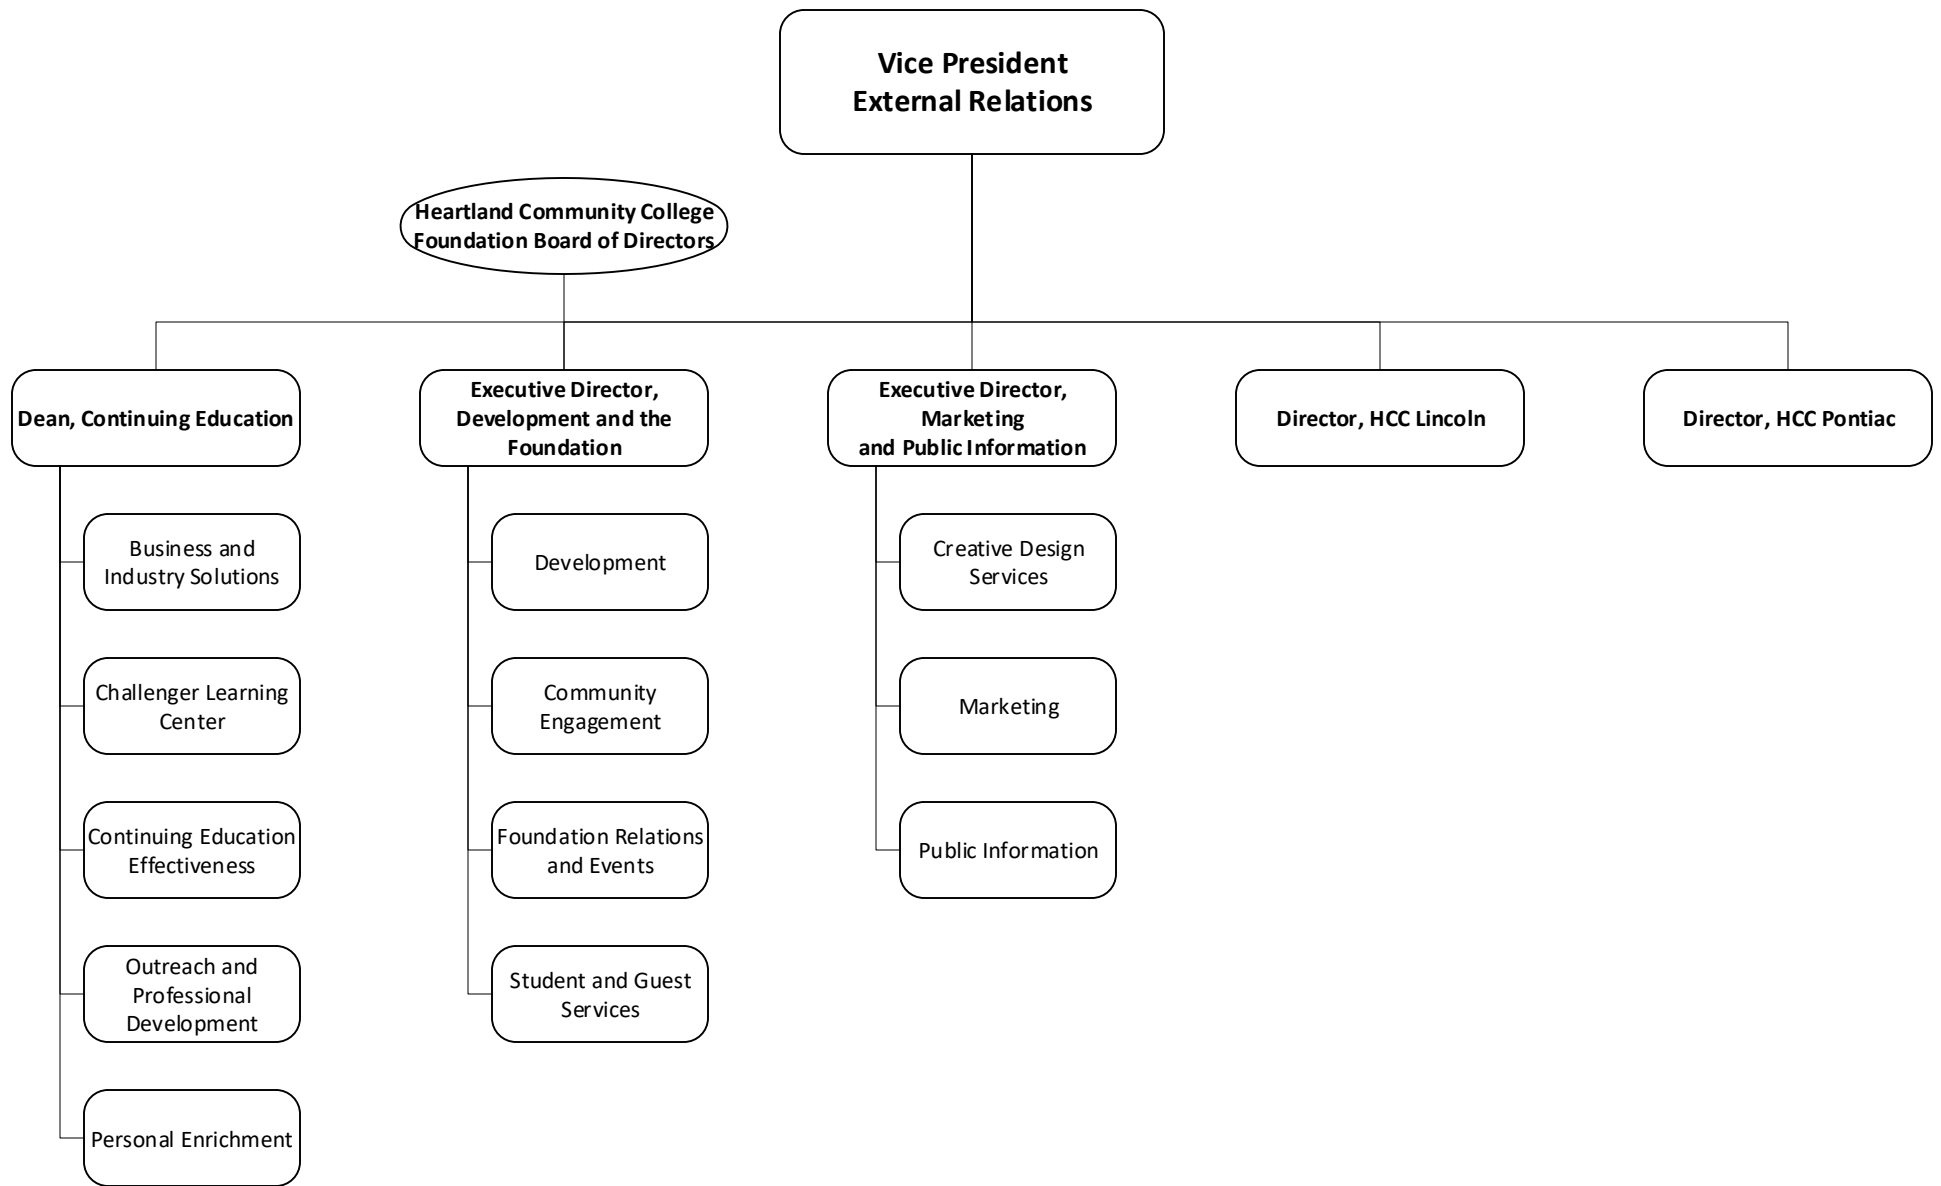 Vice President
External Relations
Heartland Community College
Foundation Board of Directors
Dean, Continuing Education
Executive Director,
Development and the
Foundation
Executive Director,
Marketing
and Public Information
Director, HCC Lincoln
Director, HCC Pontiac
Business and
Industry Solutions
Challenger Learning
Center
Continuing Education
Effectiveness
Outreach and
Professional
Development
Personal Enrichment
Development
Community
Engagement
Foundation Relations
and Events
Student and Guest
Services
Creative Design
Services
Marketing
Public Information